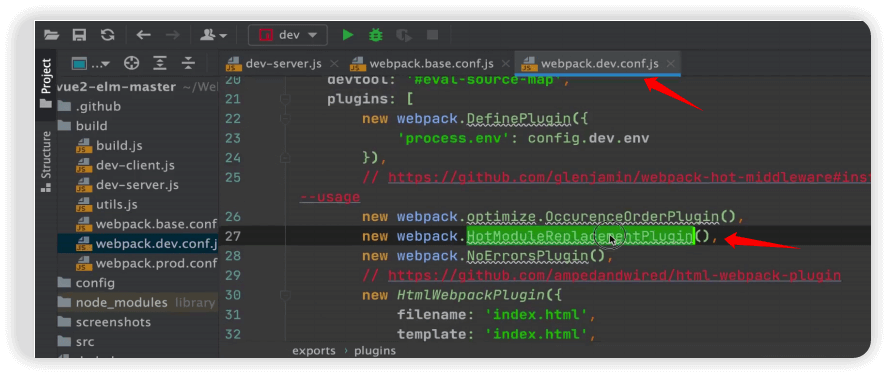 dev
dev-server.js
webpack.base.conf.js
webpack.dev.conf.js
Project
Structure
vue2-elm-master ~/We
.github
build
build.js
dev-client.js
dev-server.js
utils.js
webpack.base.conf
webpack.dev.conf.j
webpack.prod.conf
config
node_modules library
screenshots
src
20 devtool: '#eval-source-map',
21 plugins: [
22 new webpack.DefinePlugin({
23 'process.env': config.dev.env
24 }),
25 // https://github.com/glenjamin/webpack-hot-middleware#inst
--usage
26 new webpack.optimize.OccurenceOrderPlugin(),
27 new webpack.HotModuleReplacementPlugin(),
28 new webpack.NoErrorsPlugin(),
29 // https://github.com/ampedandwired/html-webpack-plugin
30 new HtmlWebpackPlugin({
31 filename: 'index.html',
32 template: 'index.html',
exports › plugins